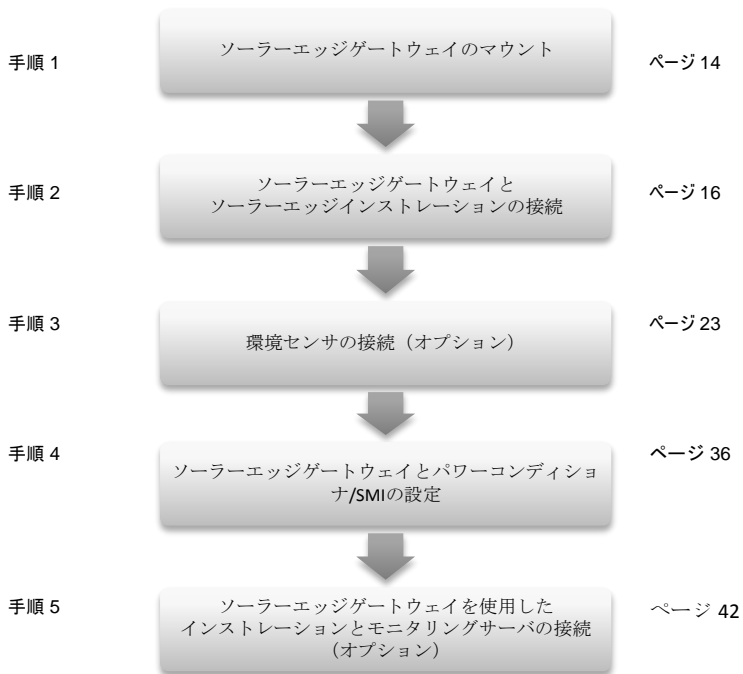 手順 1
ソーラーエッジゲートウェイのマウント
ページ 14
手順 2
ソーラーエッジゲートウェイと
ソーラーエッジインストレーションの接続
ページ 16
手順 3
環境センサの接続（オプション）
ページ 23
手順 4
ソーラーエッジゲートウェイとパワーコンディショ
ナ/SMIの設定
ページ 36
手順 5
ソーラーエッジゲートウェイを使用した
インストレーションとモニタリングサーバの接続
（オプション）
ページ 42